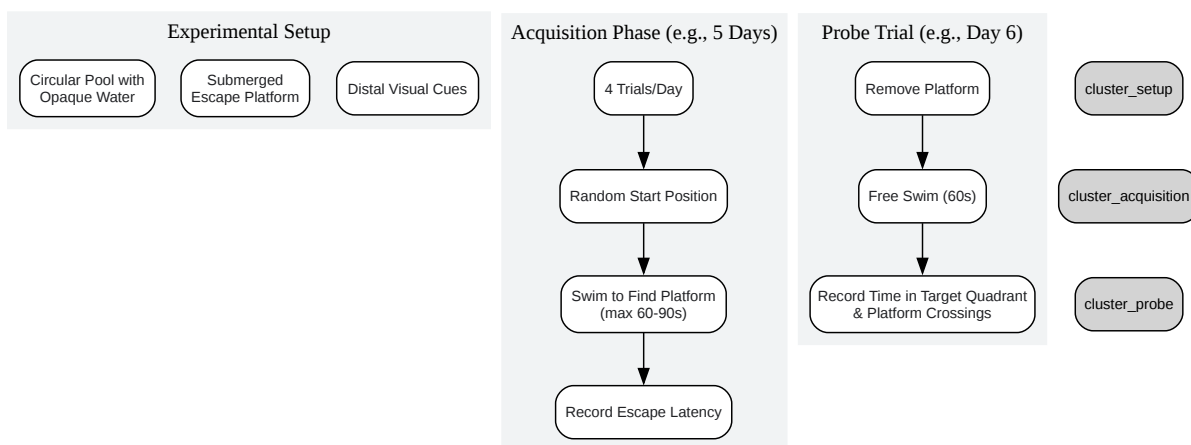 Experimental Setup
Circular Pool with
Opaque Water
Submerged
Escape Platform
Distal Visual Cues
Acquisition Phase (e.g., 5 Days)
4 Trials/Day
Random Start Position
Swim to Find Platform
(max 60-90s)
Record Escape Latency
Probe Trial (e.g., Day 6)
Remove Platform
Free Swim (60s)
Record Time in Target Quadrant
& Platform Crossings
cluster_setup
cluster_acquisition
cluster_probe